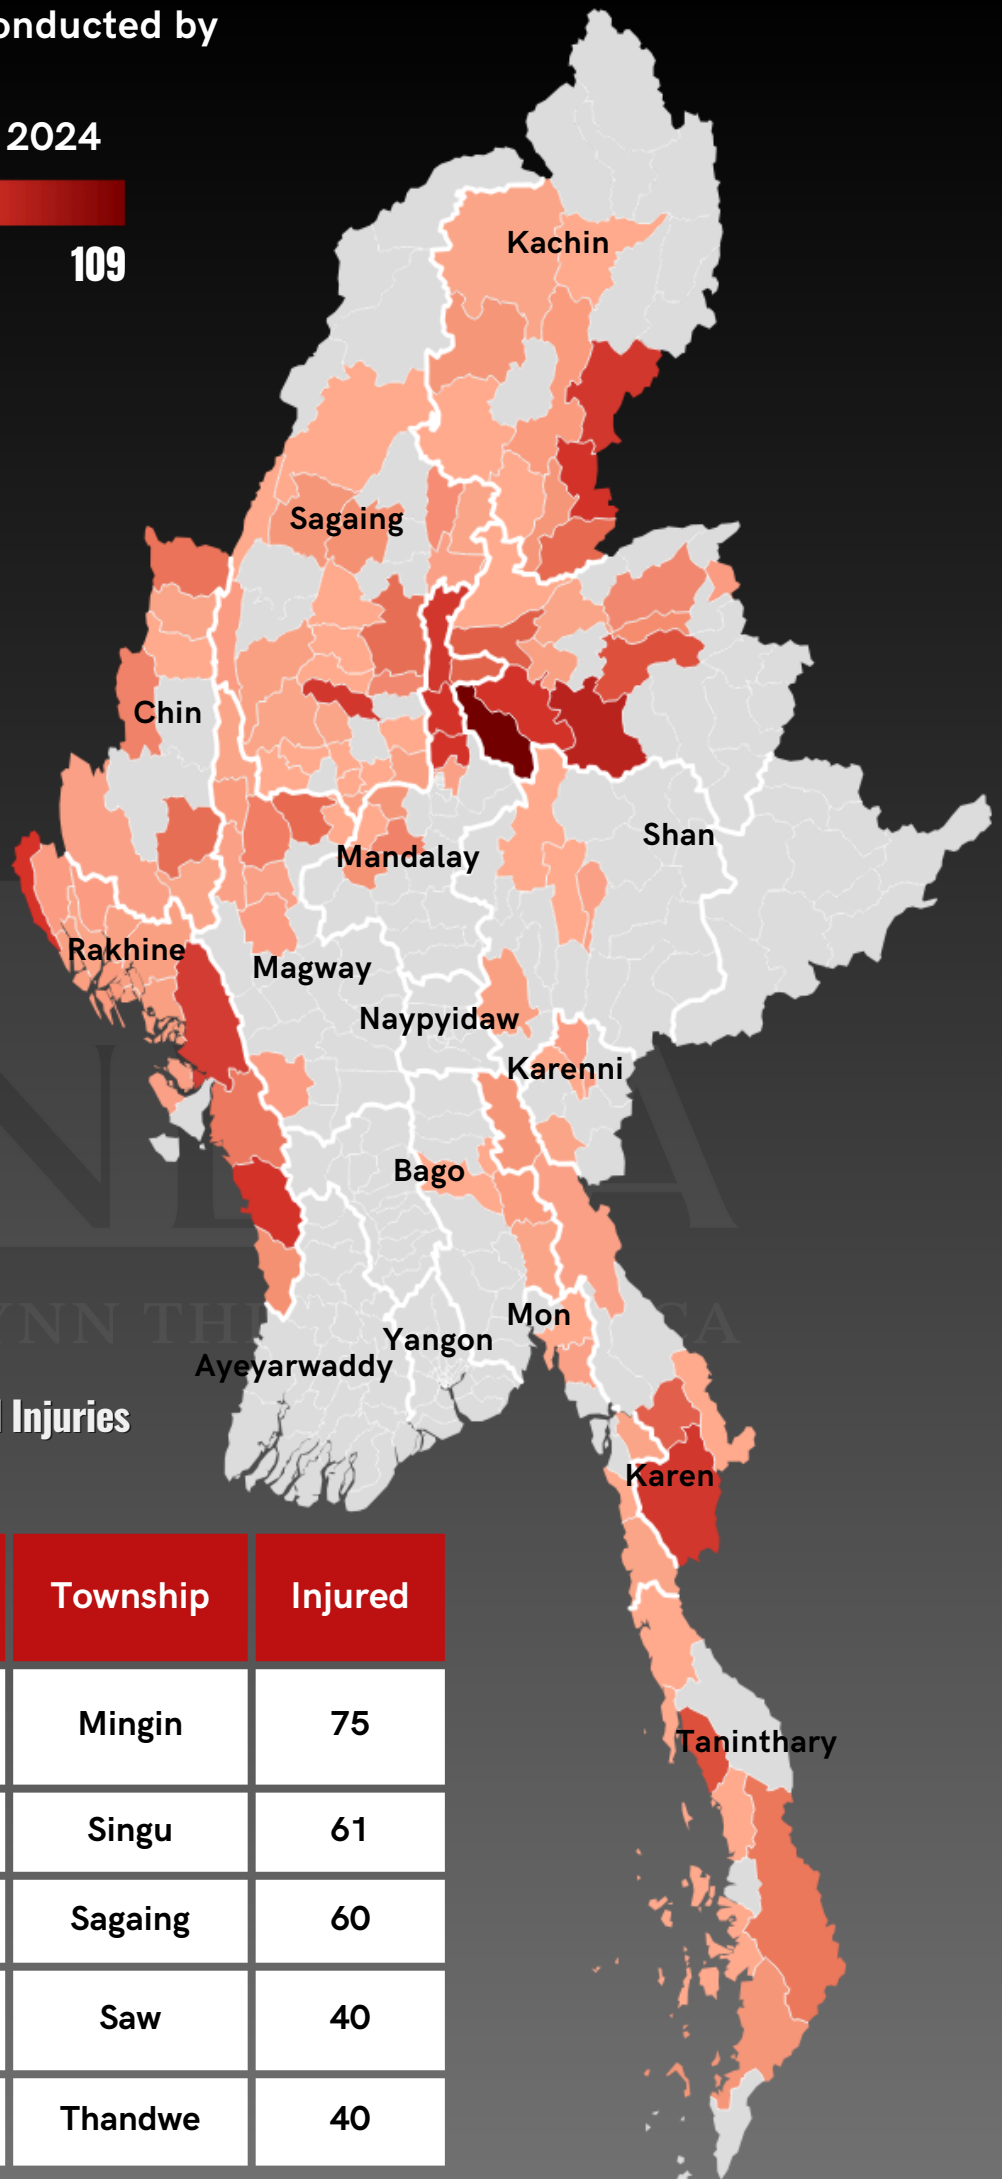 onducted by
2024
109
Kachin
Sagaing
Chin
Shan
Mandalay
Rakhine
Magway
Naypyidaw
Karenni
Bago
Mon
Yangon
Ayeyarwaddy
Injuries
Karen
Township Injured
Mingin 75
Singu 61
Sagaing 60
Saw 40
Thandwe 40
Taninthary